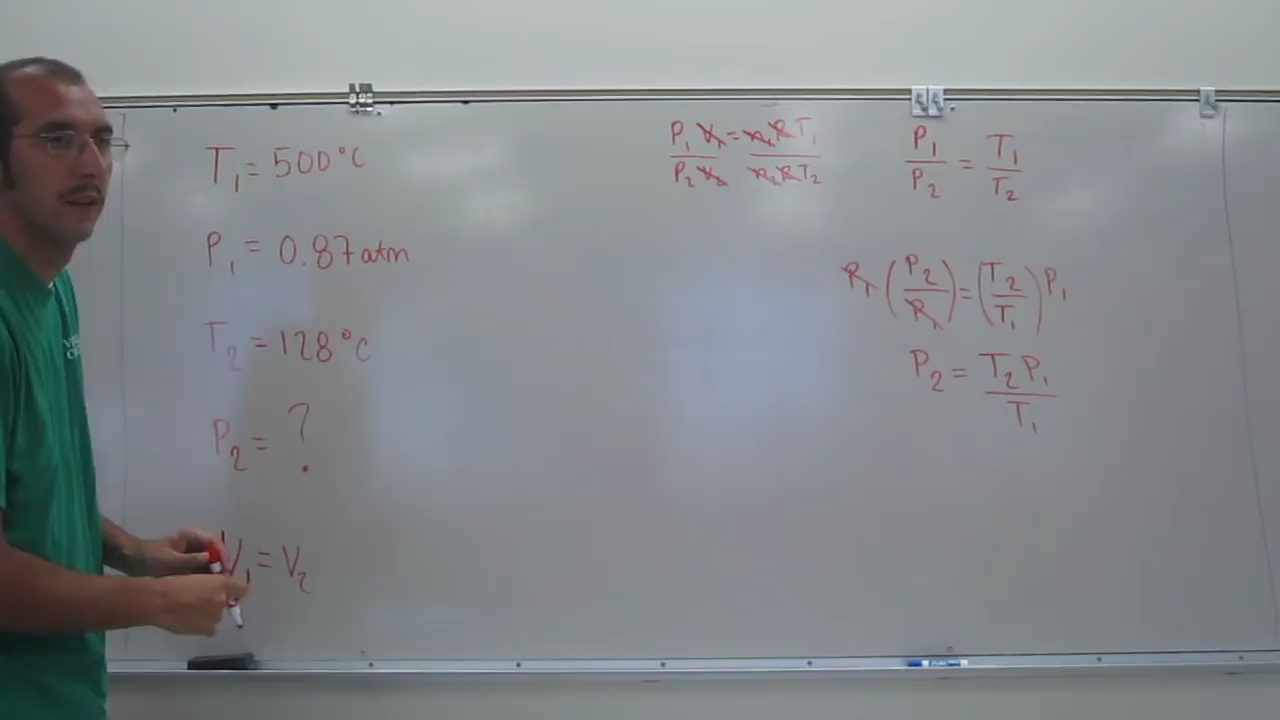 T₁ = 500°C
P₁ = 0.87 atm
T₂ = 128°C
P₂ = ?
V₁ = V₂
P₁V₁ = n₁RT₁
P₂V₂ n₂RT₂
P₁ = T₁
P₂ T₂
P₁ (P₂ = (T₂) P₁
P₁) T₁
P₂ = T₂P₁
T₁